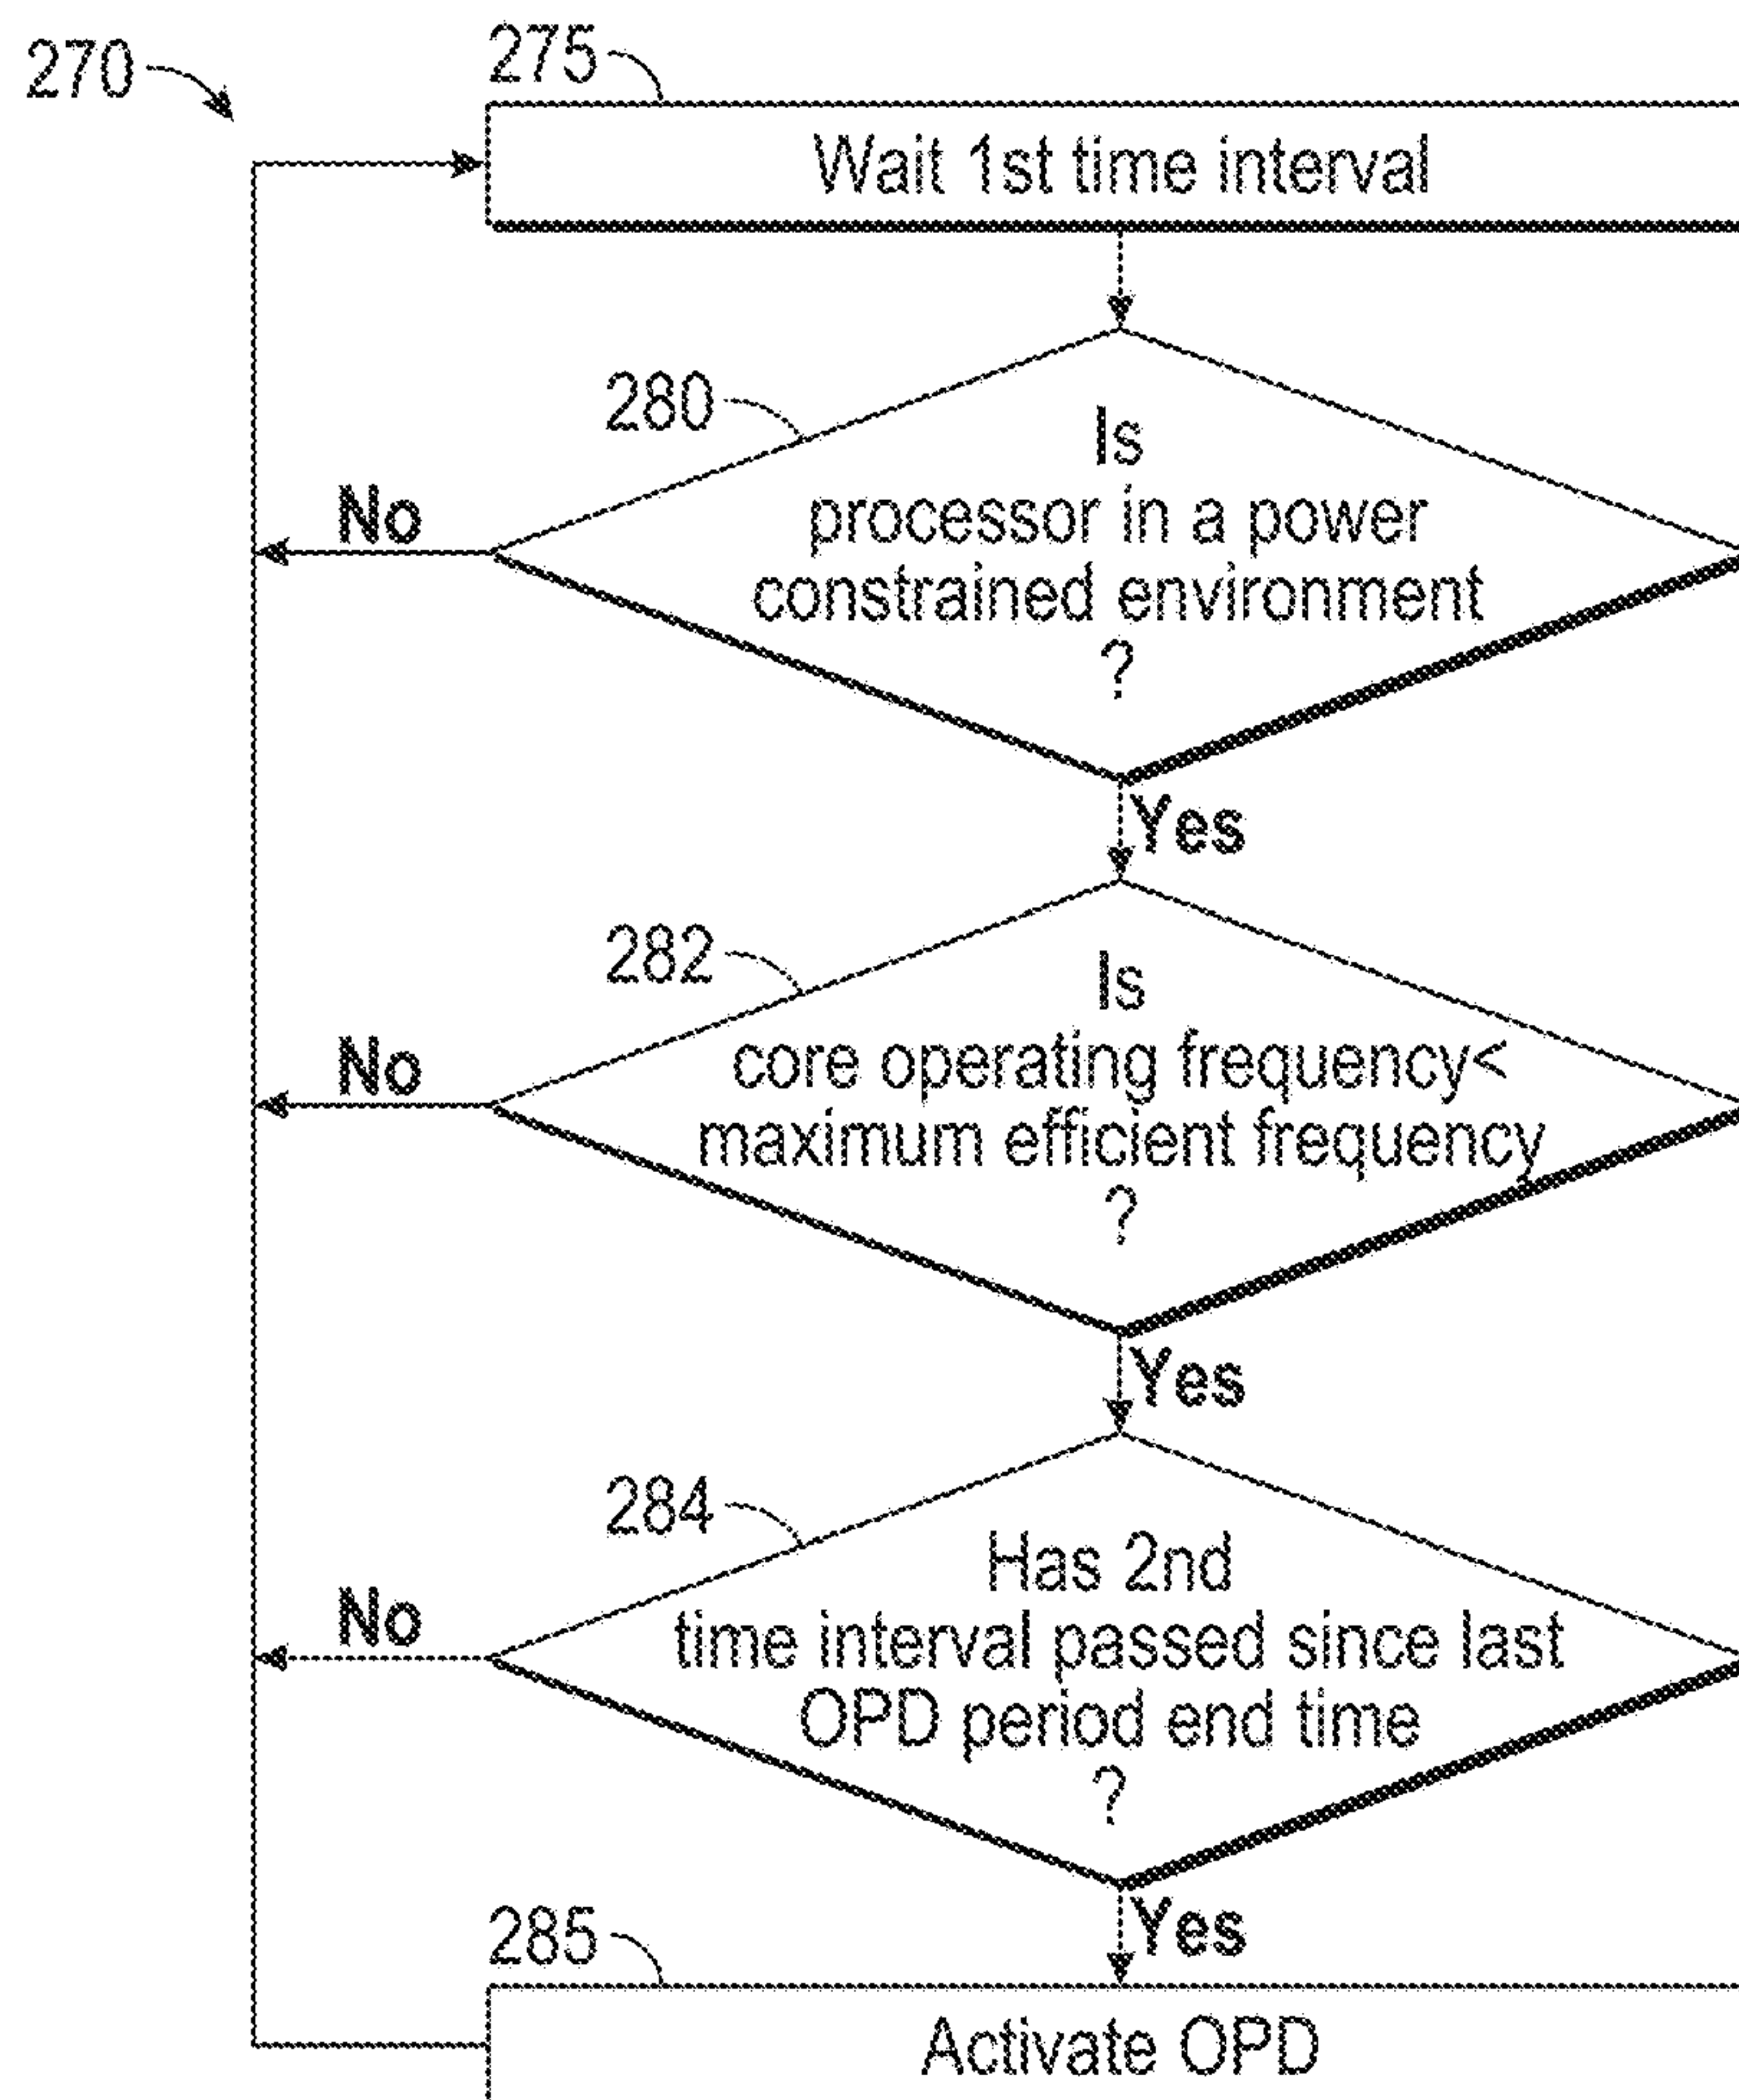 270
275
Wait 1st time interval
280
Is
processor in a power
constrained environment
?
No
Yes
282
Is
core operating frequency<
maximum efficient frequency
?
No
Yes
284
Has 2nd
time interval passed since last
OPD period end time
?
No
Yes
285
Activate OPD